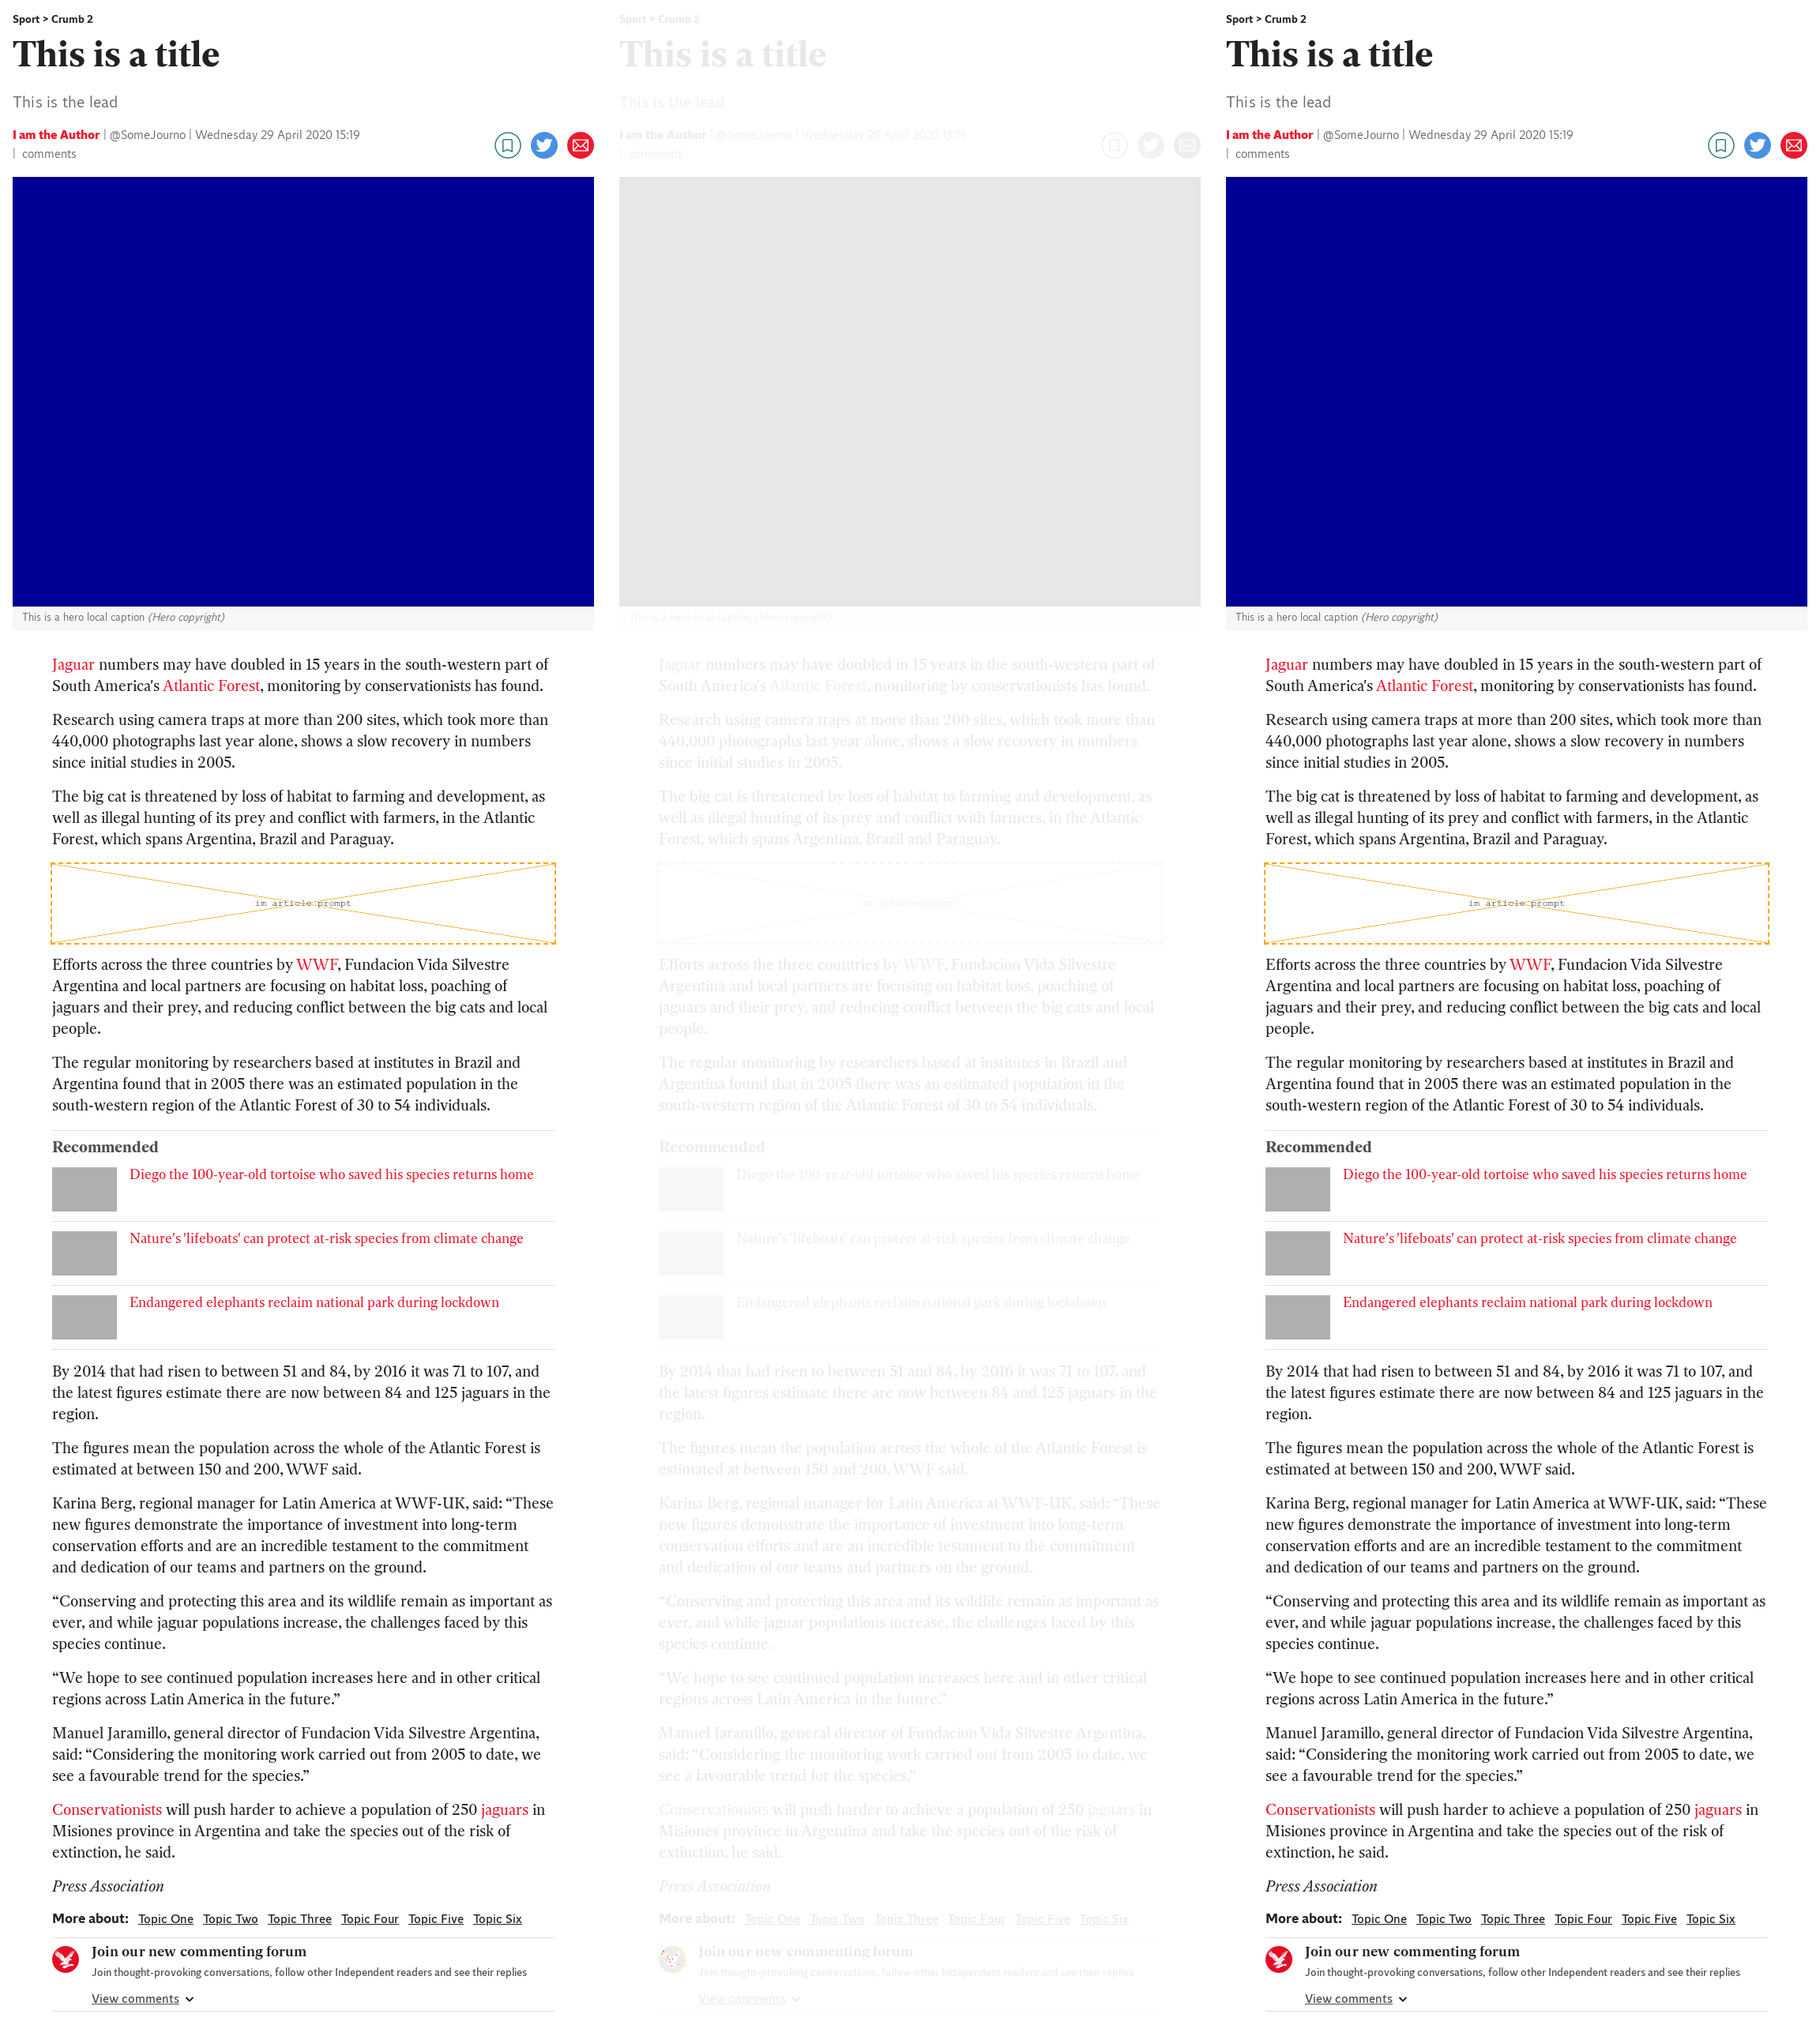 Sport > Crumb 2
This is a title
This is the lead
I am the Author | @SomeJourno | Wednesday 29 April 2020 15:19
| comments
This is a hero local caption (Hero copyright)
Jaguar numbers may have doubled in 15 years in the south-western part of
South America's Atlantic Forest, monitoring by conservationists has found.
Research using camera traps at more than 200 sites, which took more than
440,000 photographs last year alone, shows a slow recovery in numbers
since initial studies in 2005.
The big cat is threatened by loss of habitat to farming and development, as
well as illegal hunting of its prey and conflict with farmers, in the Atlantic
Forest, which spans Argentina, Brazil and Paraguay.
im article prompt
Efforts across the three countries by WWF, Fundacion Vida Silvestre
Argentina and local partners are focusing on habitat loss, poaching of
jaguars and their prey, and reducing conflict between the big cats and local
people.
The regular monitoring by researchers based at institutes in Brazil and
Argentina found that in 2005 there was an estimated population in the
south-western region of the Atlantic Forest of 30 to 54 individuals.
Recommended
Diego the 100-year-old tortoise who saved his species returns home
Nature's 'lifeboats' can protect at-risk species from climate change
Endangered elephants reclaim national park during lockdown
By 2014 that had risen to between 51 and 84, by 2016 it was 71 to 107, and
the latest figures estimate there are now between 84 and 125 jaguars in the
region.
The figures mean the population across the whole of the Atlantic Forest is
estimated at between 150 and 200, WWF said.
Karina Berg, regional manager for Latin America at WWF-UK, said: “These
new figures demonstrate the importance of investment into long-term
conservation efforts and are an incredible testament to the commitment
and dedication of our teams and partners on the ground.
“Conserving and protecting this area and its wildlife remain as important as
ever, and while jaguar populations increase, the challenges faced by this
species continue.
“We hope to see continued population increases here and in other critical
regions across Latin America in the future.”
Manuel Jaramillo, general director of Fundacion Vida Silvestre Argentina,
said: “Considering the monitoring work carried out from 2005 to date, we
see a favourable trend for the species.”
Conservationists will push harder to achieve a population of 250 jaguars in
Misiones province in Argentina and take the species out of the risk of
extinction, he said.
Press Association
More about: Topic One Topic Two Topic Three Topic Four Topic Five Topic Six
Join our new commenting forum
Join thought-provoking conversations, follow other Independent readers and see their replies
View comments
Sport > Crumb 2
This is a title
This is the lead
I am the Author | @SomeJourno | Wednesday 29 April 2020 15:19
| comments
This is a hero local caption (Hero copyright)
Jaguar numbers may have doubled in 15 years in the south-western part of
South America's Atlantic Forest, monitoring by conservationists has found.
Research using camera traps at more than 200 sites, which took more than
440,000 photographs last year alone, shows a slow recovery in numbers
since initial studies in 2005.
The big cat is threatened by loss of habitat to farming and development, as
well as illegal hunting of its prey and conflict with farmers, in the Atlantic
Forest, which spans Argentina, Brazil and Paraguay.
im article prompt
Efforts across the three countries by WWF, Fundacion Vida Silvestre
Argentina and local partners are focusing on habitat loss, poaching of
jaguars and their prey, and reducing conflict between the big cats and local
people.
The regular monitoring by researchers based at institutes in Brazil and
Argentina found that in 2005 there was an estimated population in the
south-western region of the Atlantic Forest of 30 to 54 individuals.
Recommended
Diego the 100-year-old tortoise who saved his species returns home
Nature's 'lifeboats' can protect at-risk species from climate change
Endangered elephants reclaim national park during lockdown
By 2014 that had risen to between 51 and 84, by 2016 it was 71 to 107, and
the latest figures estimate there are now between 84 and 125 jaguars in the
region.
The figures mean the population across the whole of the Atlantic Forest is
estimated at between 150 and 200, WWF said.
Karina Berg, regional manager for Latin America at WWF-UK, said: “These
new figures demonstrate the importance of investment into long-term
conservation efforts and are an incredible testament to the commitment
and dedication of our teams and partners on the ground.
“Conserving and protecting this area and its wildlife remain as important as
ever, and while jaguar populations increase, the challenges faced by this
species continue.
“We hope to see continued population increases here and in other critical
regions across Latin America in the future.”
Manuel Jaramillo, general director of Fundacion Vida Silvestre Argentina,
said: “Considering the monitoring work carried out from 2005 to date, we
see a favourable trend for the species.”
Conservationists will push harder to achieve a population of 250 jaguars in
Misiones province in Argentina and take the species out of the risk of
extinction, he said.
Press Association
More about: Topic One Topic Two Topic Three Topic Four Topic Five Topic Six
Join our new commenting forum
Join thought-provoking conversations, follow other Independent readers and see their replies
View comments
Sport > Crumb 2
This is a title
This is the lead
I am the Author | @SomeJourno | Wednesday 29 April 2020 15:19
| comments
This is a hero local caption (Hero copyright)
Jaguar numbers may have doubled in 15 years in the south-western part of
South America's Atlantic Forest, monitoring by conservationists has found.
Research using camera traps at more than 200 sites, which took more than
440,000 photographs last year alone, shows a slow recovery in numbers
since initial studies in 2005.
The big cat is threatened by loss of habitat to farming and development, as
well as illegal hunting of its prey and conflict with farmers, in the Atlantic
Forest, which spans Argentina, Brazil and Paraguay.
im article prompt
Efforts across the three countries by WWF, Fundacion Vida Silvestre
Argentina and local partners are focusing on habitat loss, poaching of
jaguars and their prey, and reducing conflict between the big cats and local
people.
The regular monitoring by researchers based at institutes in Brazil and
Argentina found that in 2005 there was an estimated population in the
south-western region of the Atlantic Forest of 30 to 54 individuals.
Recommended
Diego the 100-year-old tortoise who saved his species returns home
Nature's 'lifeboats' can protect at-risk species from climate change
Endangered elephants reclaim national park during lockdown
By 2014 that had risen to between 51 and 84, by 2016 it was 71 to 107, and
the latest figures estimate there are now between 84 and 125 jaguars in the
region.
The figures mean the population across the whole of the Atlantic Forest is
estimated at between 150 and 200, WWF said.
Karina Berg, regional manager for Latin America at WWF-UK, said: “These
new figures demonstrate the importance of investment into long-term
conservation efforts and are an incredible testament to the commitment
and dedication of our teams and partners on the ground.
“Conserving and protecting this area and its wildlife remain as important as
ever, and while jaguar populations increase, the challenges faced by this
species continue.
“We hope to see continued population increases here and in other critical
regions across Latin America in the future.”
Manuel Jaramillo, general director of Fundacion Vida Silvestre Argentina,
said: “Considering the monitoring work carried out from 2005 to date, we
see a favourable trend for the species.”
Conservationists will push harder to achieve a population of 250 jaguars in
Misiones province in Argentina and take the species out of the risk of
extinction, he said.
Press Association
More about: Topic One Topic Two Topic Three Topic Four Topic Five Topic Six
Join our new commenting forum
Join thought-provoking conversations, follow other Independent readers and see their replies
View comments